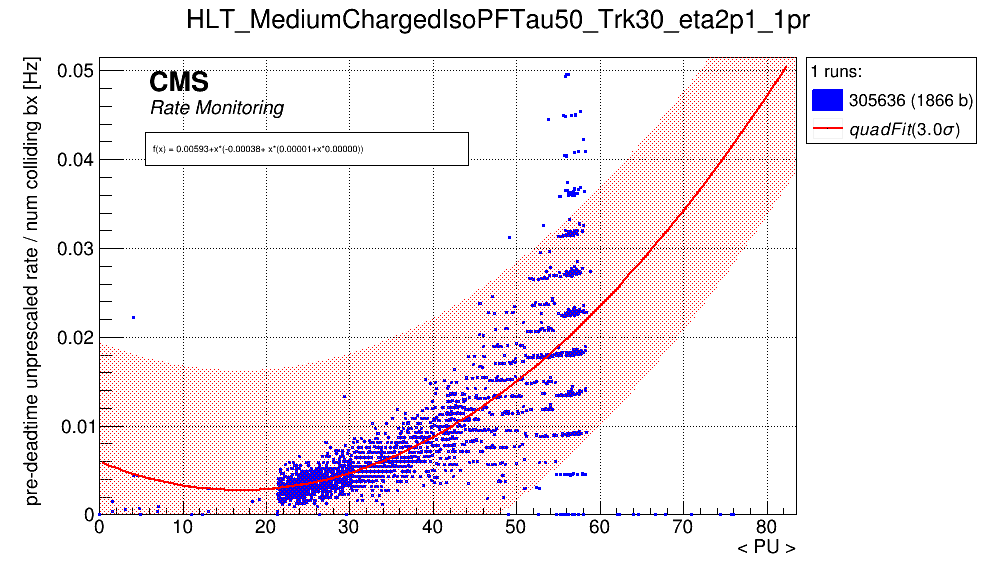 HLT_MediumChargedIsoPFTau50_Trk30_eta2p1_1pr
pre-deadtime unprescaled rate / num colliding bx [Hz]
0.05
0.04
0.03
0.02
0.01
0
CMS
Rate Monitoring
f(x) = 0.00593+x*(-0.00038+ x*(0.00001+x*0.00000))
1 runs:
305636 (1866 b)
quadFit(3.0σ)
0 10 20 30 40 50 60 70 80
< PU >